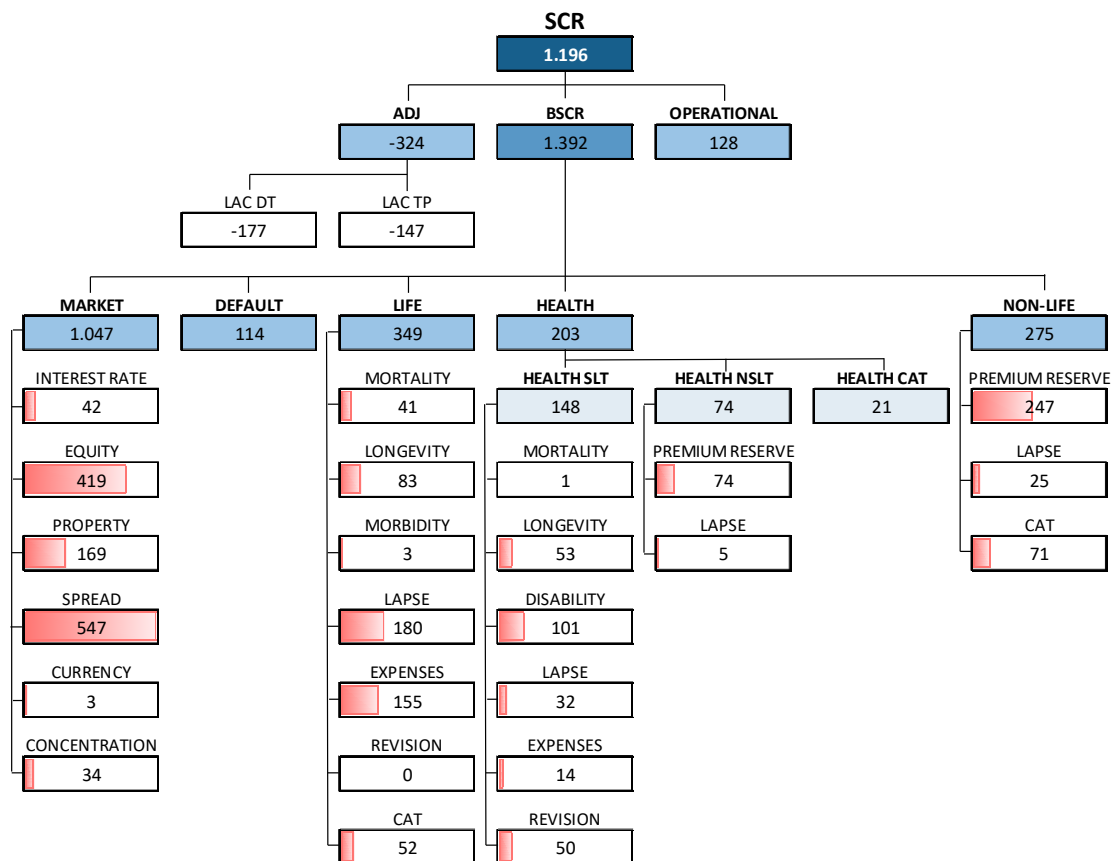 SCR
1.196
ADJ
-324
BSCR
1.392
OPERATIONAL
128
LAC DT
-177
LAC TP
-147
MARKET
1.047
DEFAULT
114
LIFE
349
HEALTH
203
NON-LIFE
275
INTEREST RATE
42
EQUITY
419
PROPERTY
169
SPREAD
547
CURRENCY
3
CONCENTRATION
34
MORTALITY
41
LONGEVITY
83
MORBIDITY
3
LAPSE
180
EXPENSES
155
REVISION
0
CAT
52
HEALTH SLT
148
MORTALITY
1
LONGEVITY
53
DISABILITY
101
LAPSE
32
EXPENSES
14
REVISION
50
HEALTH NSLT
74
PREMIUM RESERVE
74
LAPSE
5
HEALTH CAT
21
PREMIUM RESERVE
247
LAPSE
25
CAT
71